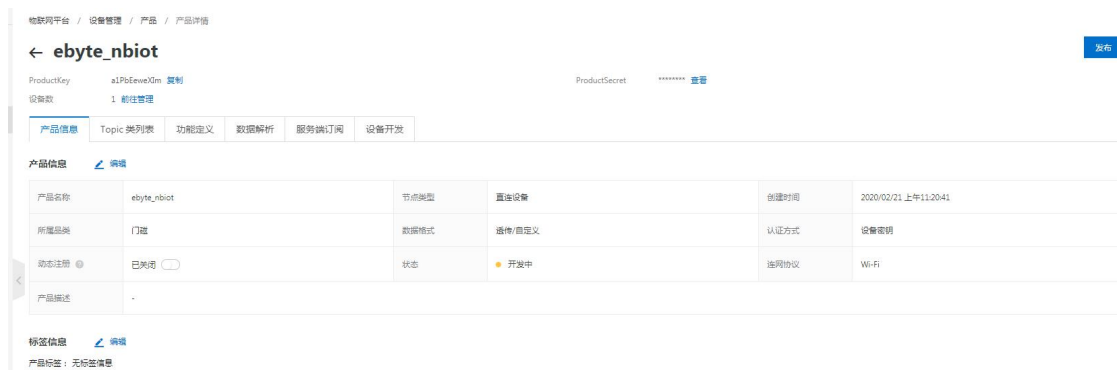 物联网平台 / 设备管理 / 产品 / 产品详情
← ebyte_nbiot 发布
ProductKey a1PbEeweXIm 复制 ProductSecret ******** 查看
设备数 1 前往管理
产品信息 Topic 类列表 功能定义 数据解析 服务端订阅 设备开发
产品信息 编辑
产品名称 ebyte_nbiot 节点类型 直连设备 创建时间 2020/02/21 上午11:20:41
所属品类 门磁 数据格式 透传/自定义 认证方式 设备密钥
动态注册 已关闭 状态 开发中 连网协议 Wi-Fi
产品描述 -
标签信息 编辑
产品标签：无标签信息